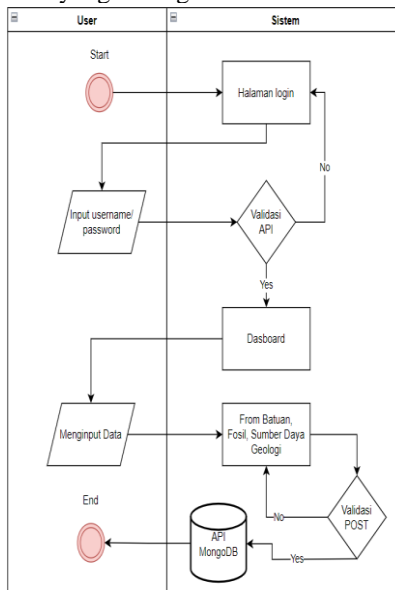 User
Sistem
Start
Halaman login
No
Input username/
password
Validasi
API
Yes
Dasboard
Menginput Data
From Batuan,
Fosil, Sumber Daya
Geologi
End
No
Validasi
POST
API
MongoDB
Yes